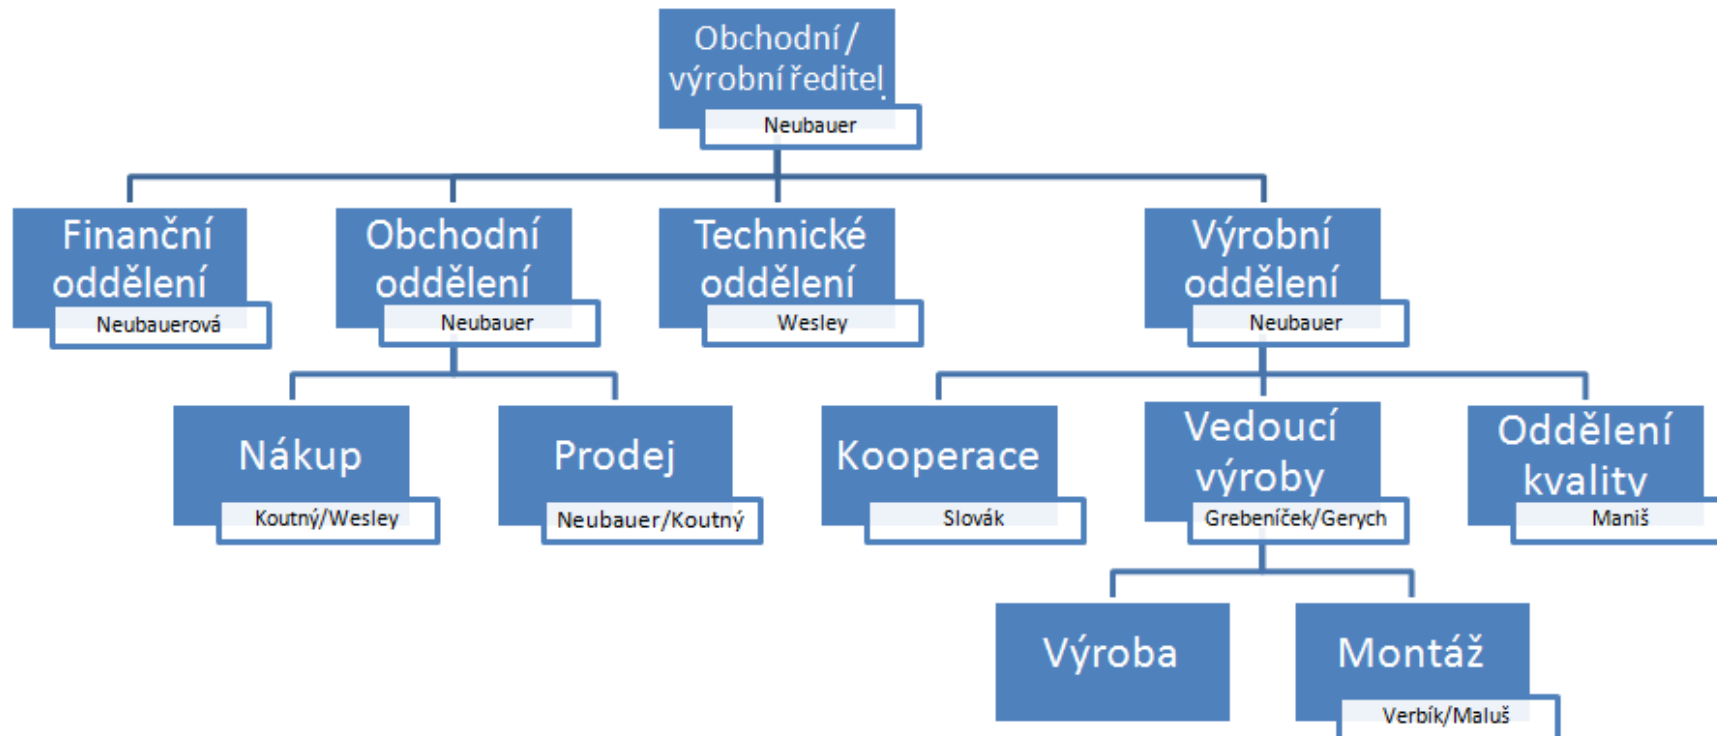 Obchodní /
výrobní ředitel.
Neubauer
Finanční
oddělení
Neubauerová
Obchodní
oddělení
Neubauer
Technické
oddělení
Wesley
Výrobní
oddělení
Neubauer
Nákup
Koutný/Wesley
Prodej
Neubauer/Koutný
Kooperace
Slovák
Vedoucí
výroby
Grebeníček/Gerych
Oddělení
kvality
Maniš
Výroba
Montáž
Verbík/Maluš